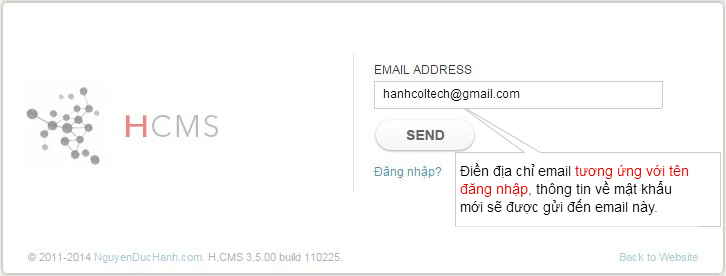 EMAIL ADDRESS
hanhcoltech@gmail.com
HCMS
SEND
Đăng nhập?
Điền địa chỉ email tương ứng với tên
đăng nhập, thông tin về mật khẩu
mới sẽ được gửi đến email này.
© 2011-2014 NguyenDucHanh.com. H.CMS 3.5.00 build 110225.
Back to Website